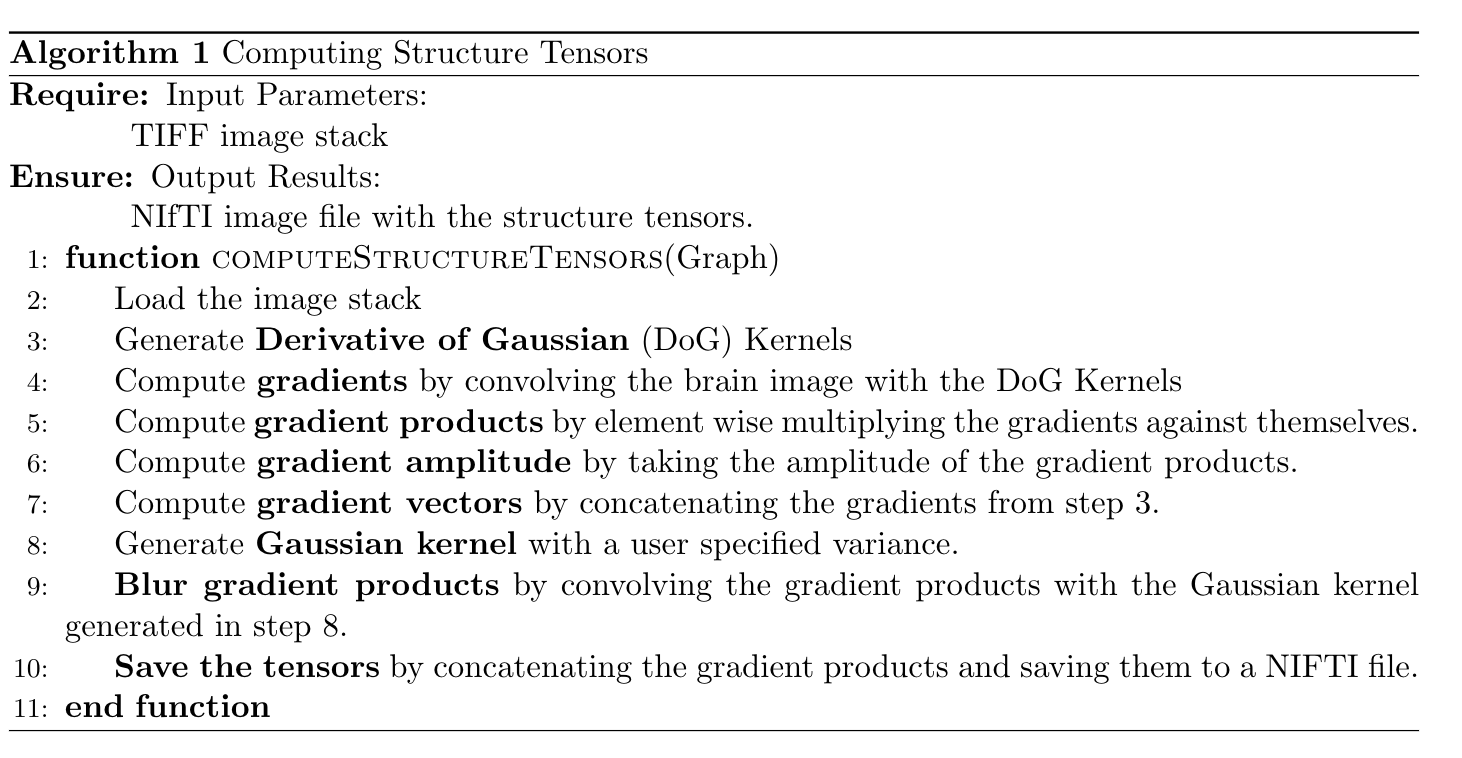 Algorithm 1 Computing Structure Tensors
Require: Input Parameters:
TIFF image stack
Ensure: Output Results:
NIfTI image file with the structure tensors.
1: function COMPUTESTRUCTURETENSORS(Graph)
2: Load the image stack
3: Generate Derivative of Gaussian (DoG) Kernels
4: Compute gradients by convolving the brain image with the DoG Kernels
5: Compute gradient products by element wise multiplying the gradients against themselves.
6: Compute gradient amplitude by taking the amplitude of the gradient products.
7: Compute gradient vectors by concatenating the gradients from step 3.
8: Generate Gaussian kernel with a user specified variance.
9: Blur gradient products by convolving the gradient products with the Gaussian kernel
generated in step 8.
10: Save the tensors by concatenating the gradient products and saving them to a NIFTI file.
11: end function